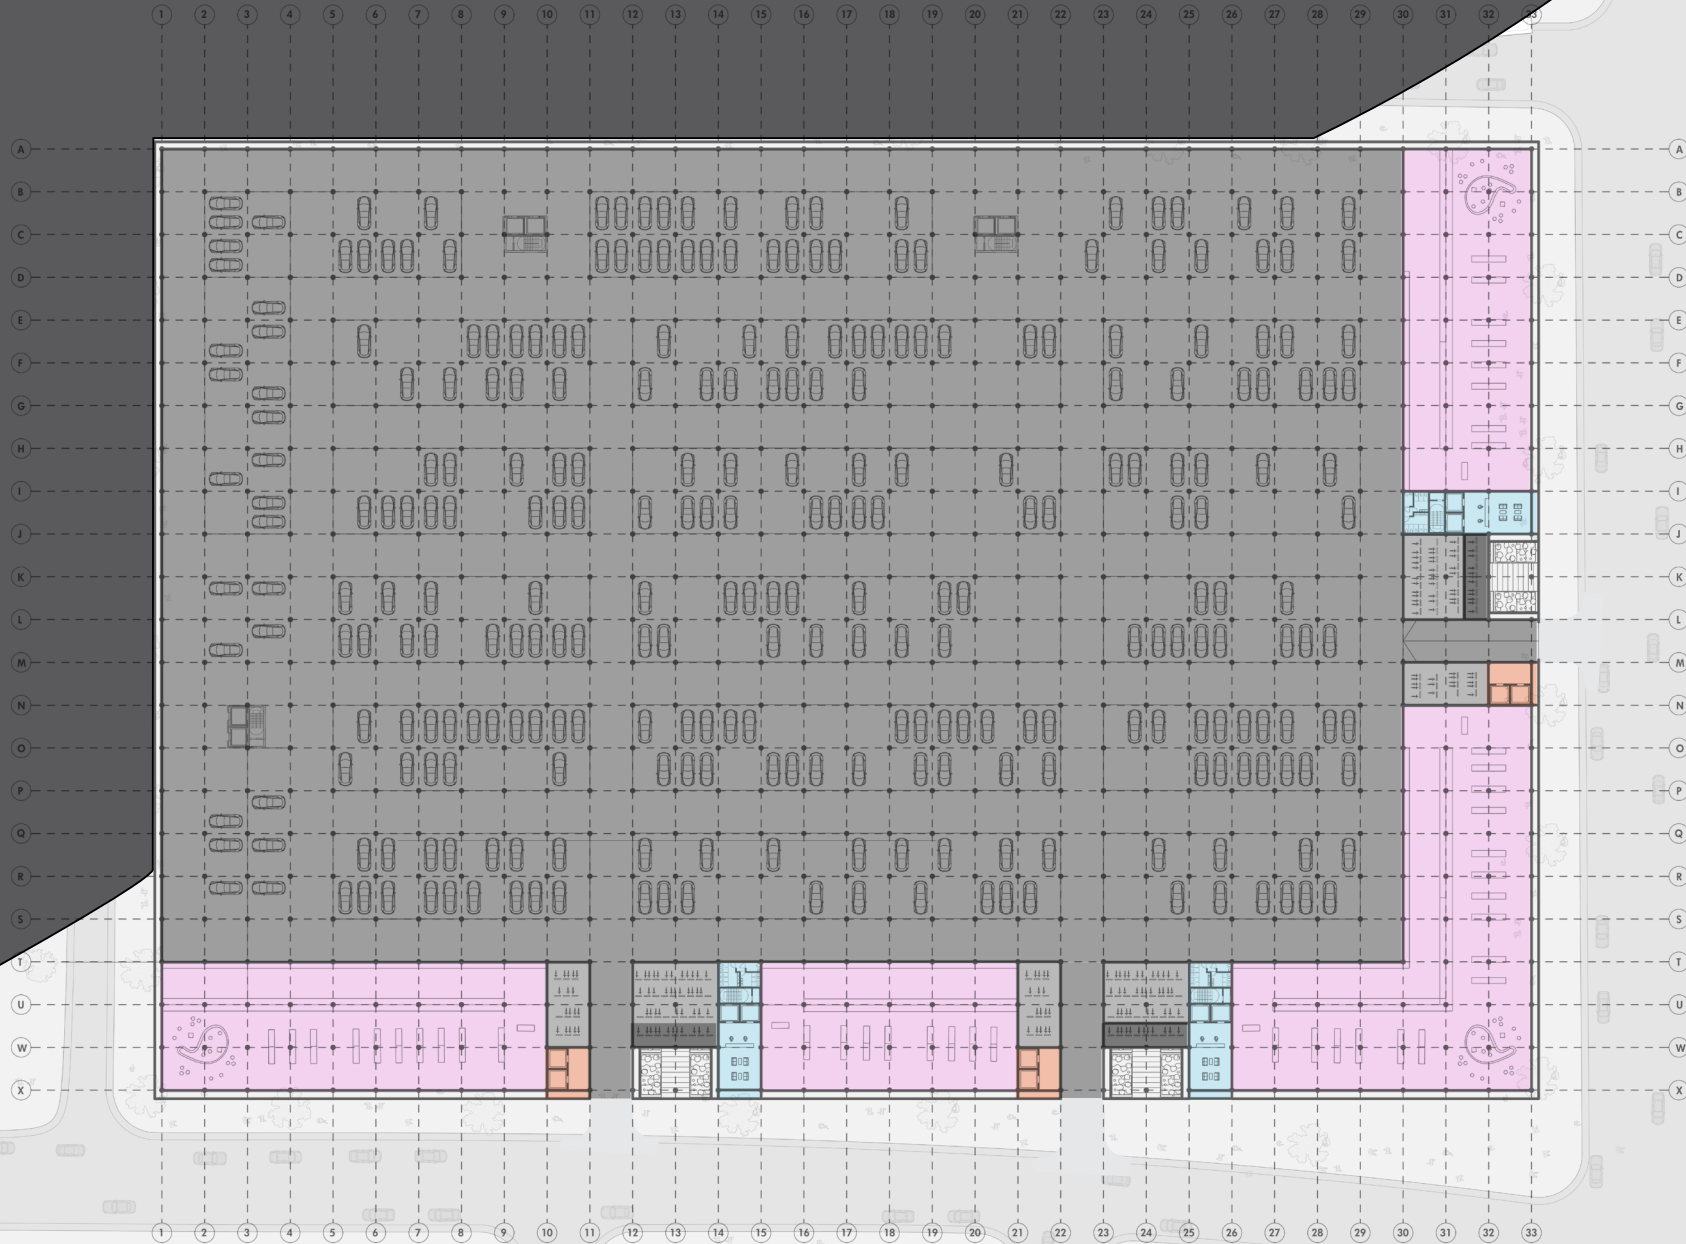 1 2 3 4 5 6 7 8 9 10 11 12 13 14 15 16 17 18 19 20 21 22 23 24 25 26 27 28 29 30 31 32 33
A A
B B
C C
D D
E E
F F
G G
H H
I I
J J
K K
L L
M M
N N
O O
P P
Q Q
R R
S S
T T
U U
W W
X X
1 2 3 4 5 6 7 8 9 10 11 12 13 14 15 16 17 18 19 20 21 22 23 24 25 26 27 28 29 30 31 32 33